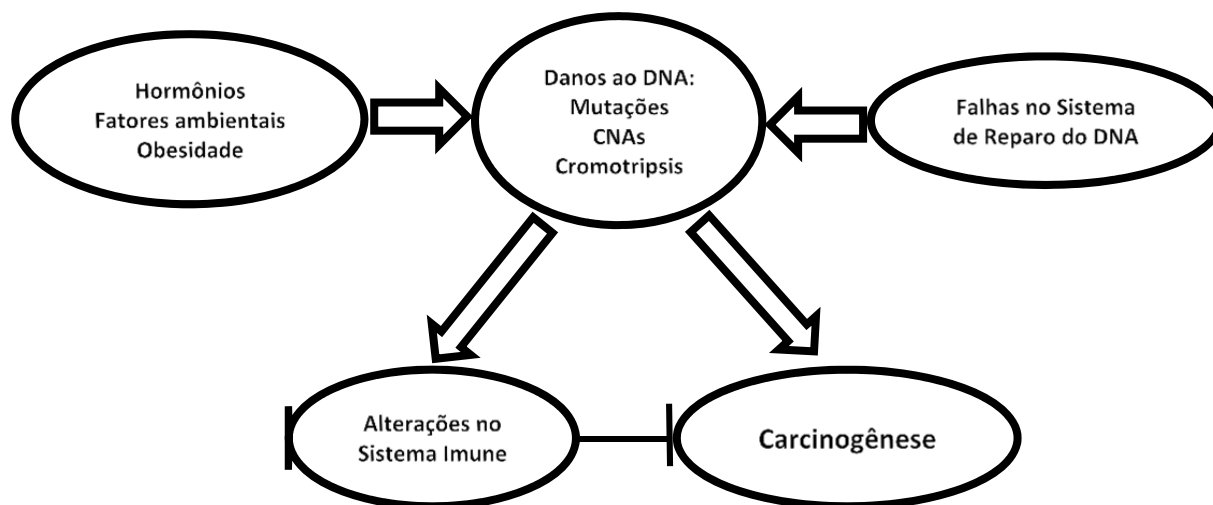 Hormônios
Fatores ambientais
Obesidade
Danos ao DNA:
Mutações
CNAs
Cromotripsis
Falhas no Sistema
de Reparo do DNA
Alterações no
Sistema Imune
Carcinogênese